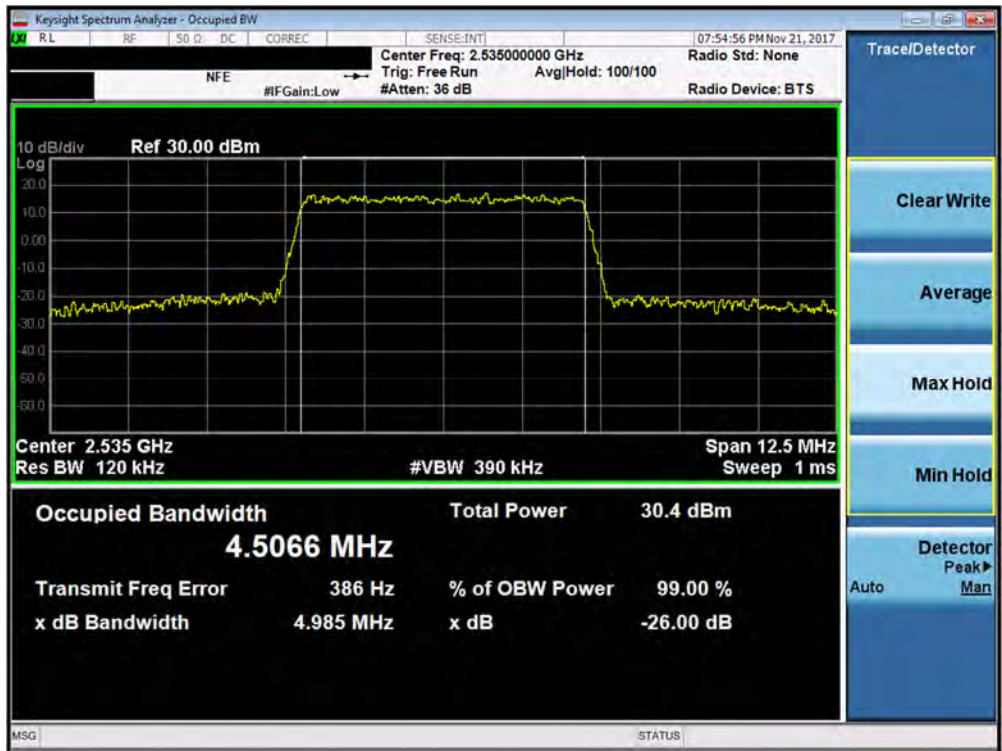 Keysight Spectrum Analyzer - Occupied BW
LXI RL RF 50 Ω DC CORREC SENSE:INT 07:54:56 PM Nov 21, 2017
Center Freq: 2.535000000 GHz Radio Std: None
NFE Trig: Free Run Avg|Hold: 100/100
#IFGain:Low #Atten: 36 dB Radio Device: BTS
Trace/Detector
10 dB/div Ref 30.00 dBm
Log
20.0
10.0
0.00
-10.0
-20.0
-30.0
-40.0
-50.0
-60.0
Center 2.535 GHz Span 12.5 MHz
Res BW 120 kHz #VBW 390 kHz Sweep 1 ms
Occupied Bandwidth Total Power 30.4 dBm
4.5066 MHz
Transmit Freq Error 386 Hz % of OBW Power 99.00 %
x dB Bandwidth 4.985 MHz x dB -26.00 dB
Clear Write
Average
Max Hold
Min Hold
Detector
Peak▶
Auto Man
MSG STATUS